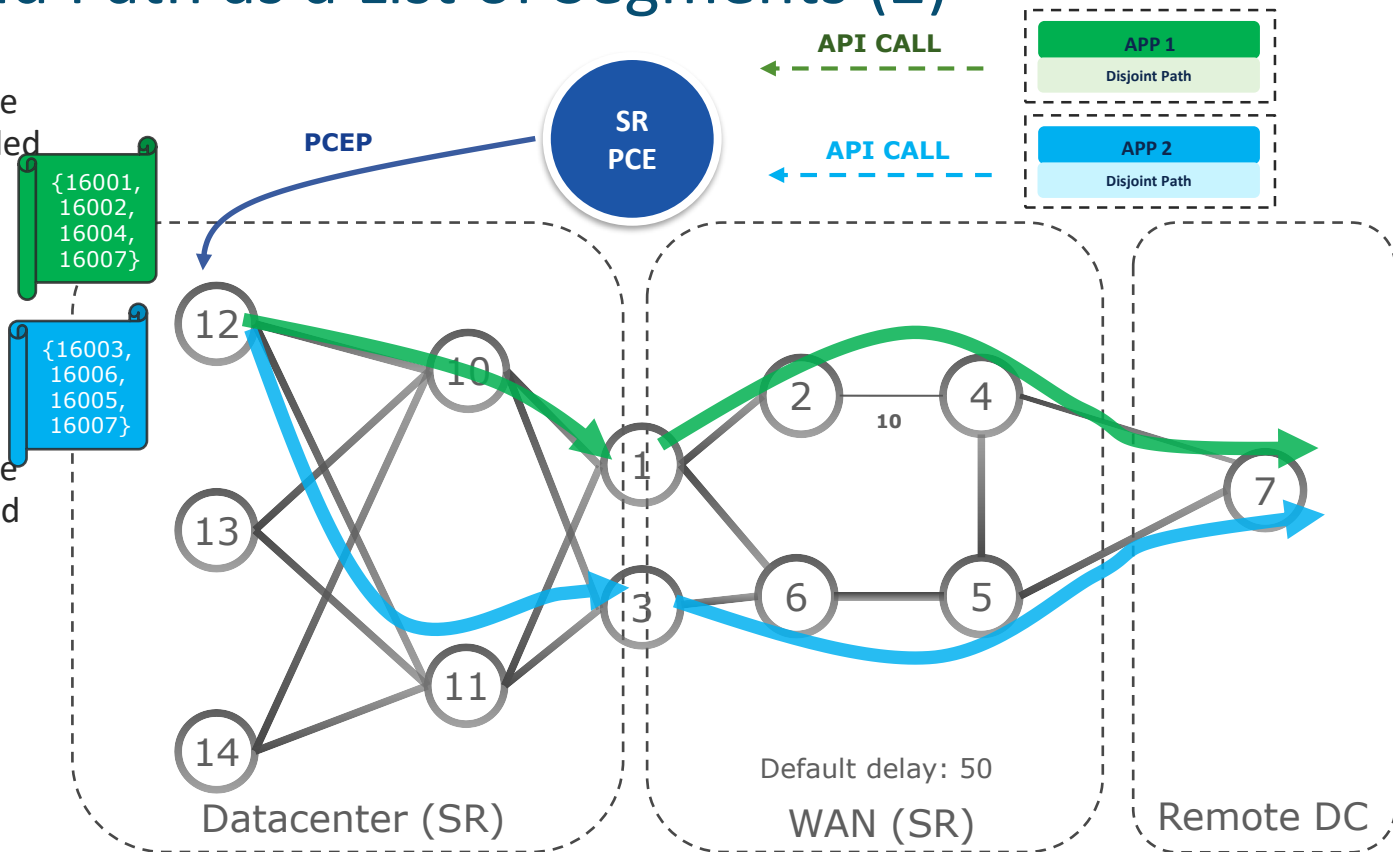 API CALL
APP 1
Disjoint Path
SR
PCE
PCEP
API CALL
APP 2
Disjoint Path
e
led
{16001,
16002,
16004,
16007}
{16003,
16006,
16005,
16007}
e
d
12
10
2
4
10
1
7
13
3
6
5
11
14
Default delay: 50
Datacenter (SR)
WAN (SR)
Remote DC